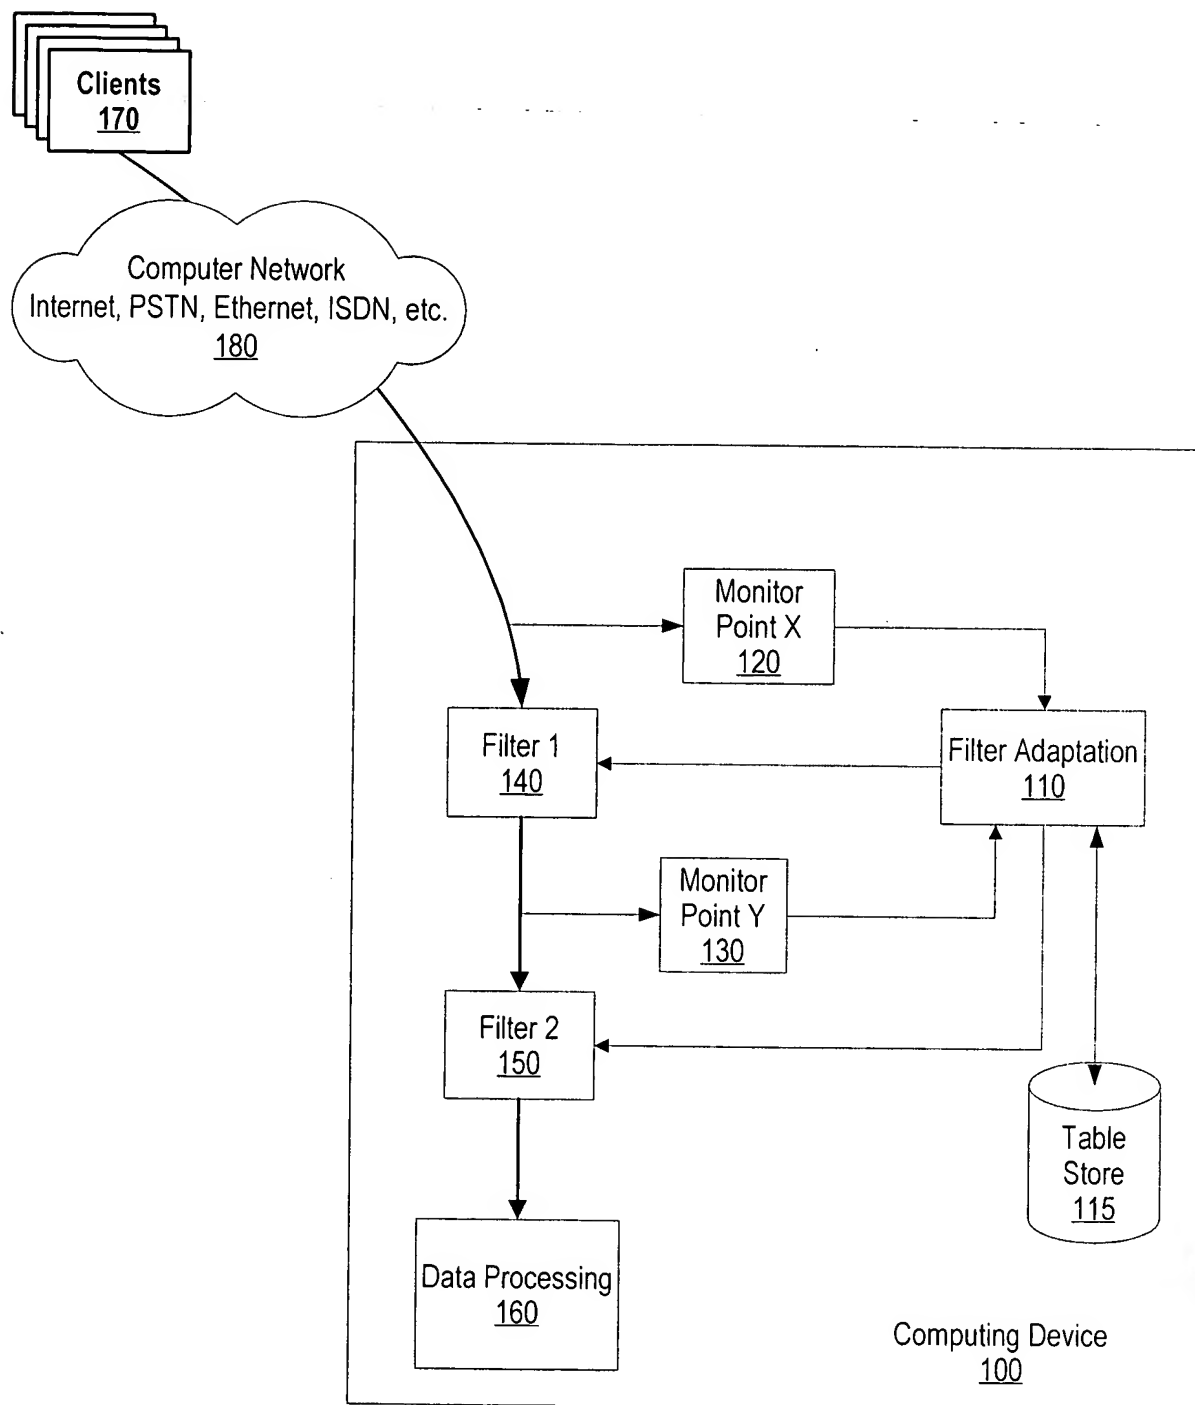 Clients
170
Computer Network
Internet, PSTN, Ethernet, ISDN, etc.
180
Monitor
Point X
120
Filter 1
140
Filter Adaptation
110
Monitor
Point Y
130
Filter 2
150
Table
Store
115
Data Processing
160
Computing Device
100